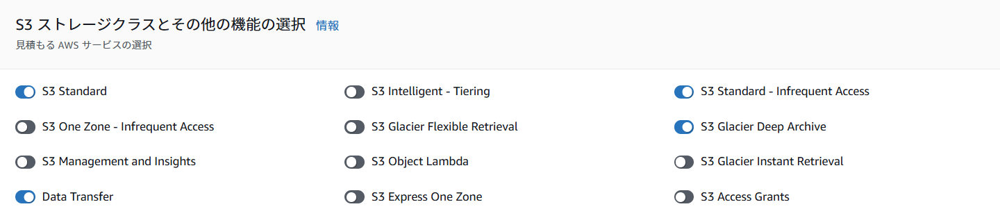 S3 ストレージクラスとその他の機能の選択 情報
見積もる AWS サービスの選択
S3 Standard
S3 Intelligent - Tiering
S3 Standard - Infrequent Access
S3 One Zone - Infrequent Access
S3 Glacier Flexible Retrieval
S3 Glacier Deep Archive
S3 Management and Insights
S3 Object Lambda
S3 Glacier Instant Retrieval
Data Transfer
S3 Express One Zone
S3 Access Grants